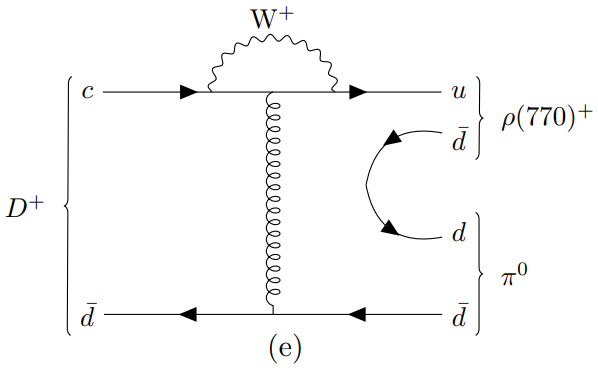 W⁺
c
u
d̄
ρ(770)⁺
D⁺
d
π⁰
d̄
d̄
(e)